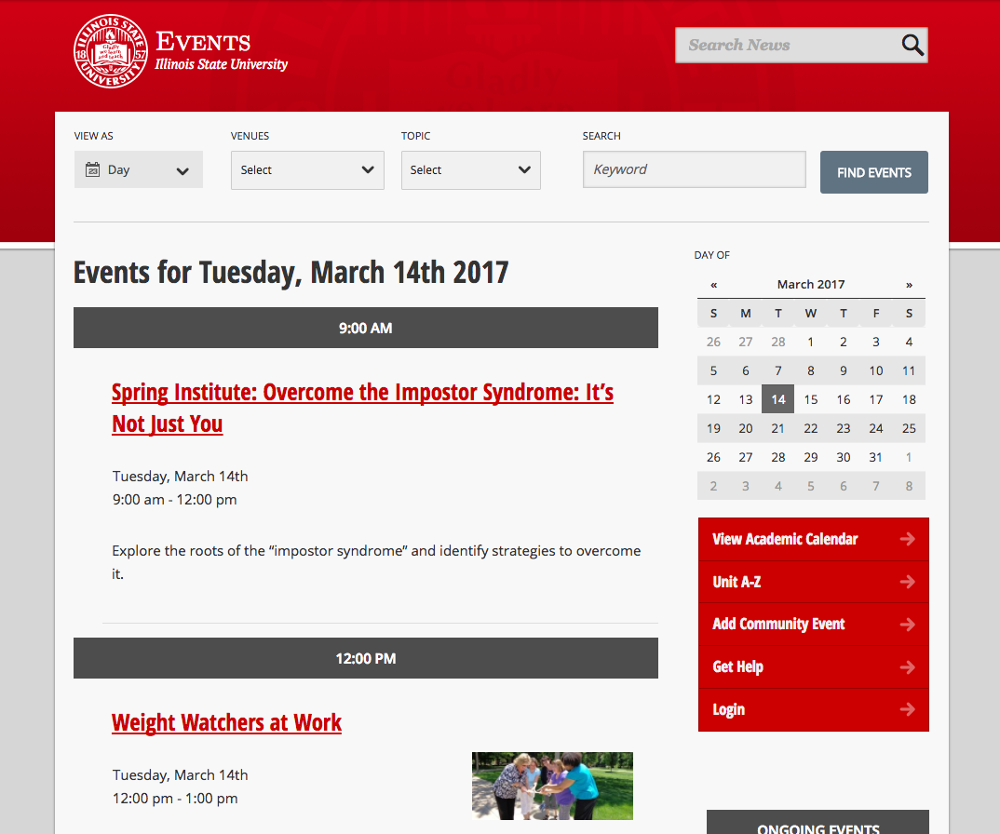 ILLINOIS STATE
UNIVERSITY
18 57
Gladly
we learn
and teach
EVENTS
Illinois State University
Search News
Gladly
VIEW AS
VENUES
TOPIC
SEARCH
23
Day
Select
Select
Keyword
FIND EVENTS
Events for Tuesday, March 14th 2017
9:00 AM
Spring Institute: Overcome the Impostor Syndrome: It’s
Not Just You
Tuesday, March 14th
9:00 am - 12:00 pm
Explore the roots of the “impostor syndrome” and identify strategies to overcome
it.
12:00 PM
Weight Watchers at Work
Tuesday, March 14th
12:00 pm - 1:00 pm
DAY OF
« March 2017 »
S M T W T F S
26 27 28 1 2 3 4
5 6 7 8 9 10 11
12 13 14 15 16 17 18
19 20 21 22 23 24 25
26 27 28 29 30 31 1
2 3 4 5 6 7 8
View Academic Calendar
Unit A-Z
Add Community Event
Get Help
Login
ONGOING EVENTS